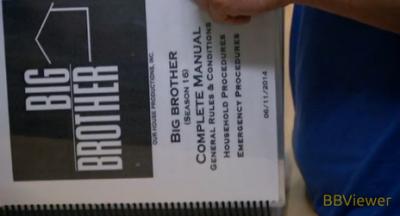 BIG
BROTHER
OUR HOUSE PRODUCTIONS, INC.
BIG BROTHER
(SEASON 16)
COMPLETE MANUAL
GENERAL RULES & CONDITIONS
HOUSEHOLD PROCEDURES
EMERGENCY PROCEDURES
06/11/2014
BBViewer